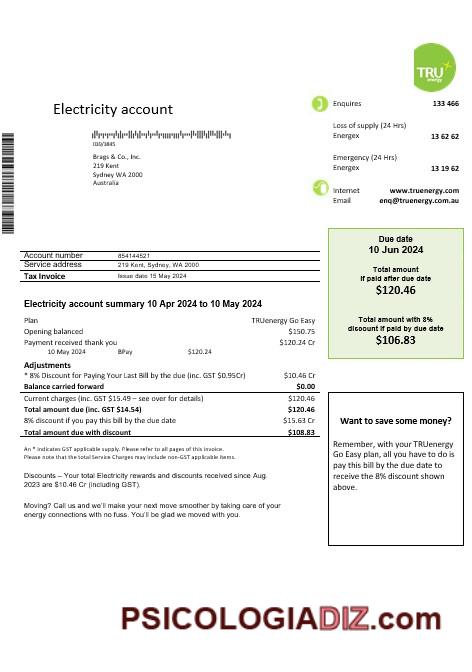 TRU
Electricity account
Enquires 133 466
Loss of supply (24 Hrs)
Energex 13 62 62
Emergency (24 Hrs)
Energex 13 19 62
Internet www.truenergy.com
Email enq@truenergy.com.au
030/3845
Brags & Co., Inc.
219 Kent
Sydney WA 2000
Australia
Account number 854144521
Service address 219 Kent, Sydney, WA 2000
Tax Invoice Issue date 15 May 2024
Due date
10 Jun 2024
Total amount
if paid after due date
$120.46
Total amount with 8%
discount if paid by due date
$106.83
Electricity account summary 10 Apr 2024 to 10 May 2024
Plan TRUenergy Go Easy
Opening balanced $150.75
Payment received thank you $120.24 Cr
10 May 2024 BPay $120.24
Adjustments
* 8% Discount for Paying Your Last Bill by the due (inc. GST $0.95Cr) $10.46 Cr
Balance carried forward $0.00
Current charges (inc. GST $15.49 – see over for details) $120.46
Total amount due (inc. GST $14.54) $120.46
8% discount if you pay this bill by the due date $15.63 Cr
Total amount due with discount $108.83
An * indicates GST applicable supply. Please refer to all pages of this invoice.
Please note that the total Service Charges may include non-GST applicable items.
Discounts – Your total Electricity rewards and discounts received since Aug.
2023 are $10.46 Cr (including GST).
Moving? Call us and we'll make your next move smoother by taking care of your
energy connections with no fuss. You'll be glad we moved with you.
Want to save some money?
Remember, with your TRUenergy
Go Easy plan, all you have to do is
pay this bill by the due date to
receive the 8% discount shown
above.
PSICOLOGIADIZ.com